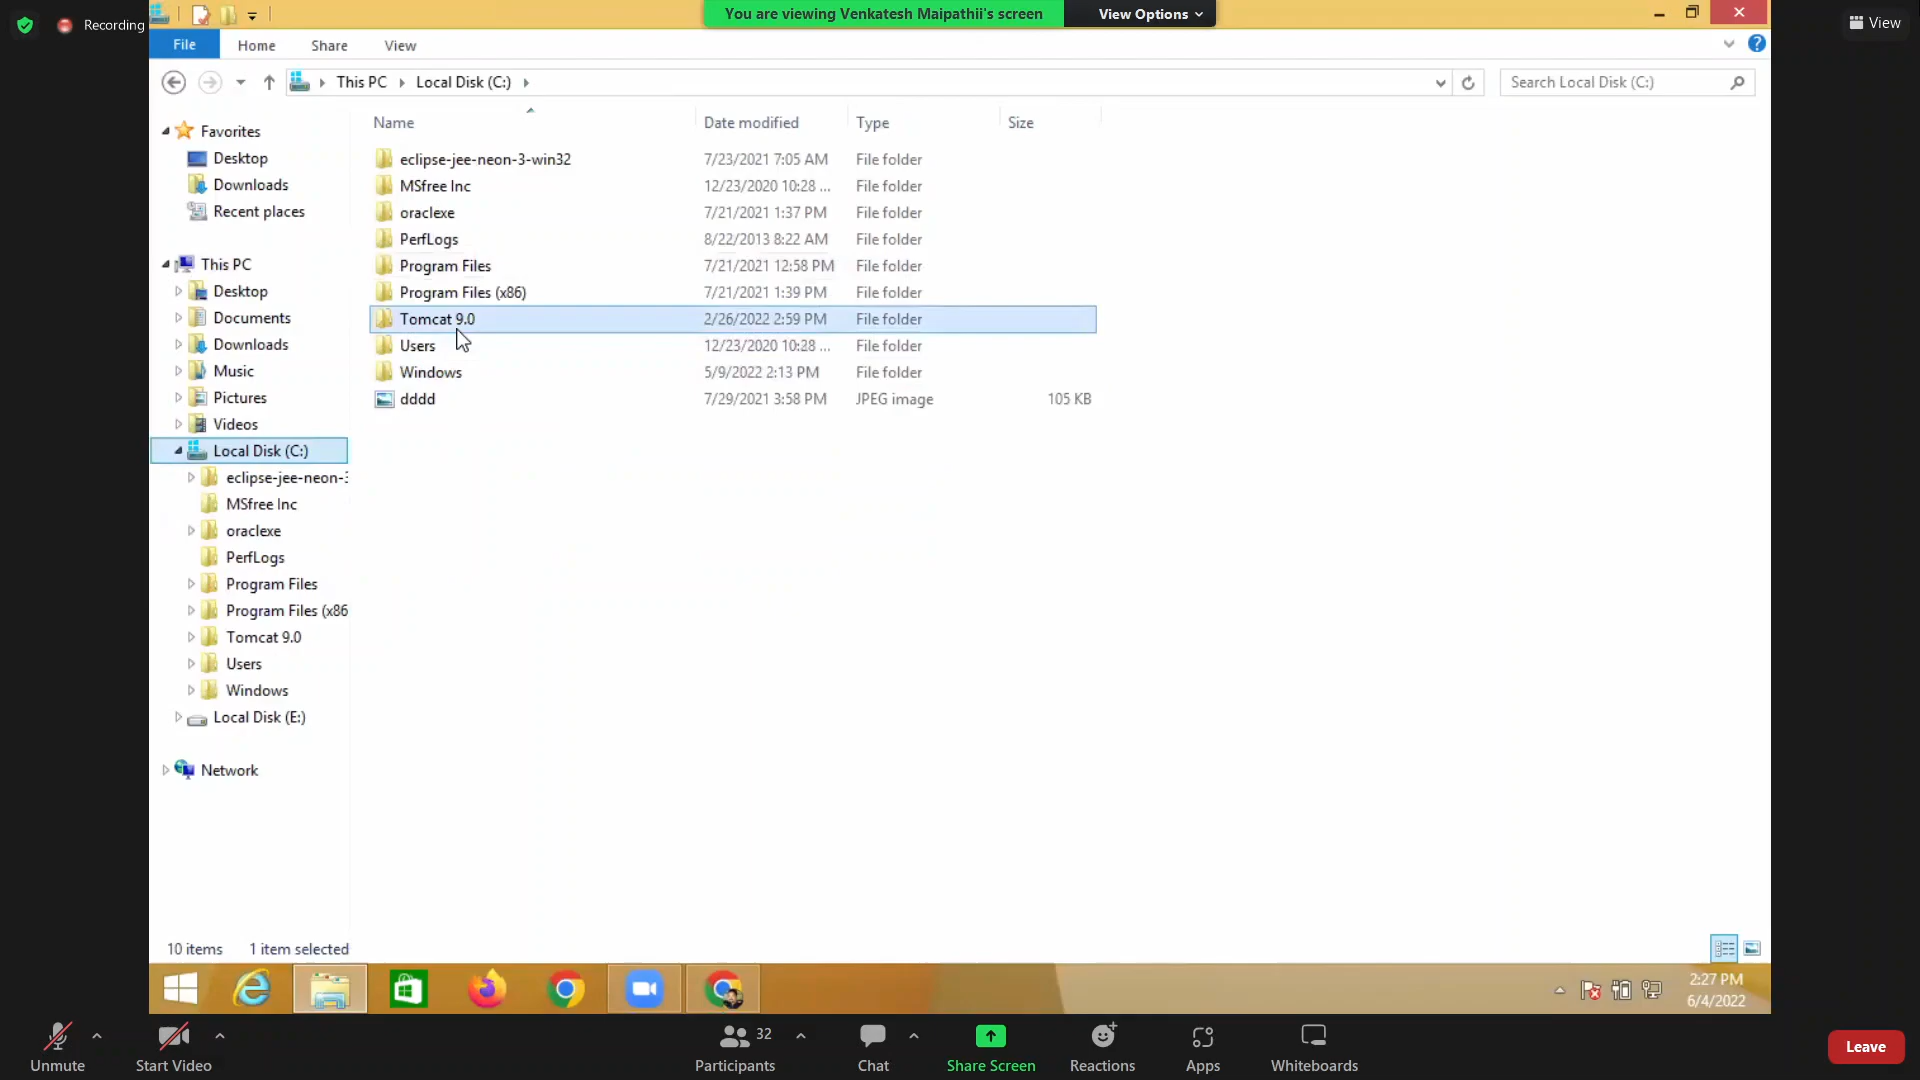 Recording
You are viewing Venkatesh Maipathii's screen
View Options
View
File
Home
Share
View
This PC
Local Disk (C:)
Search Local Disk (C:)
Name
Date modified
Type
Size
eclipse-jee-neon-3-win32 7/23/2021 7:05 AM File folder
MSfree Inc 12/23/2020 10:28 ... File folder
oraclexe 7/21/2021 1:37 PM File folder
PerfLogs 8/22/2013 8:22 AM File folder
Program Files 7/21/2021 12:58 PM File folder
Program Files (x86) 7/21/2021 1:39 PM File folder
Tomcat 9.0 2/26/2022 2:59 PM File folder
Users 12/23/2020 10:28 ... File folder
Windows 5/9/2022 2:13 PM File folder
dddd 7/29/2021 3:58 PM JPEG image 105 KB
Favorites
Desktop
Downloads
Recent places
This PC
Desktop
Documents
Downloads
Music
Pictures
Videos
Local Disk (C:)
eclipse-jee-neon-3
MSfree Inc
oraclexe
PerfLogs
Program Files
Program Files (x86
Tomcat 9.0
Users
Windows
Local Disk (E:)
Network
10 items
1 item selected
2:27 PM
6/4/2022
Unmute
Start Video
32
Participants
Chat
Share Screen
Reactions
Apps
Whiteboards
Leave